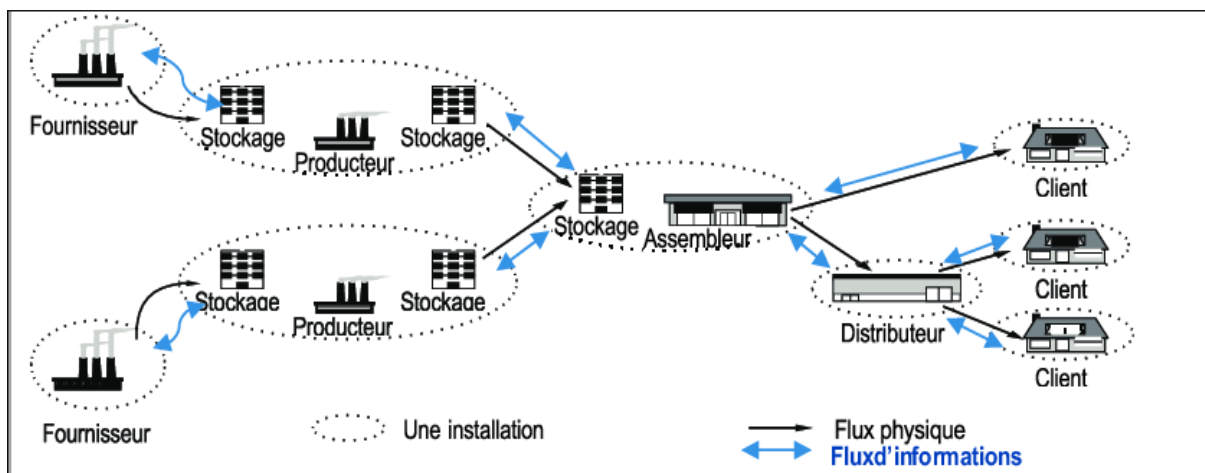 Fournisseur
Stockage
Producteur
Stockage
Stockage
Assembleur
Client
Client
Stockage
Producteur
Stockage
Distributeur
Client
Fournisseur
Une installation
Flux physique
Fluxd'informations